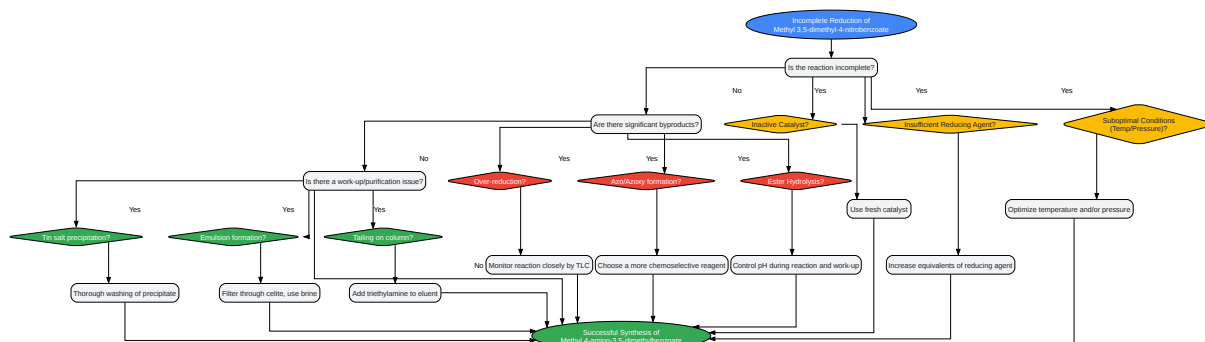 Incomplete Reduction of
Methyl 3,5-dimethyl-4-nitrobenzoate
Is the reaction incomplete?
No
Yes
Yes
Yes
Are there significant byproducts?
Inactive Catalyst?
Insufficient Reducing Agent?
Suboptimal Conditions
(Temp/Pressure)?
No
Yes
Yes
Yes
Is there a work-up/purification issue?
Over-reduction?
Azo/Azoxy formation?
Ester Hydrolysis?
Yes
Yes
Yes
Use fresh catalyst
Optimize temperature and/or pressure
Tin salt precipitation?
Emulsion formation?
Tailing on column?
No
Monitor reaction closely by TLC
Choose a more chemoselective reagent
Control pH during reaction and work-up
Increase equivalents of reducing agent
Thorough washing of precipitate
Filter through celite, use brine
Add triethylamine to eluent
Successful Synthesis of
Methyl 4-amino-3,5-dimethylbenzoate